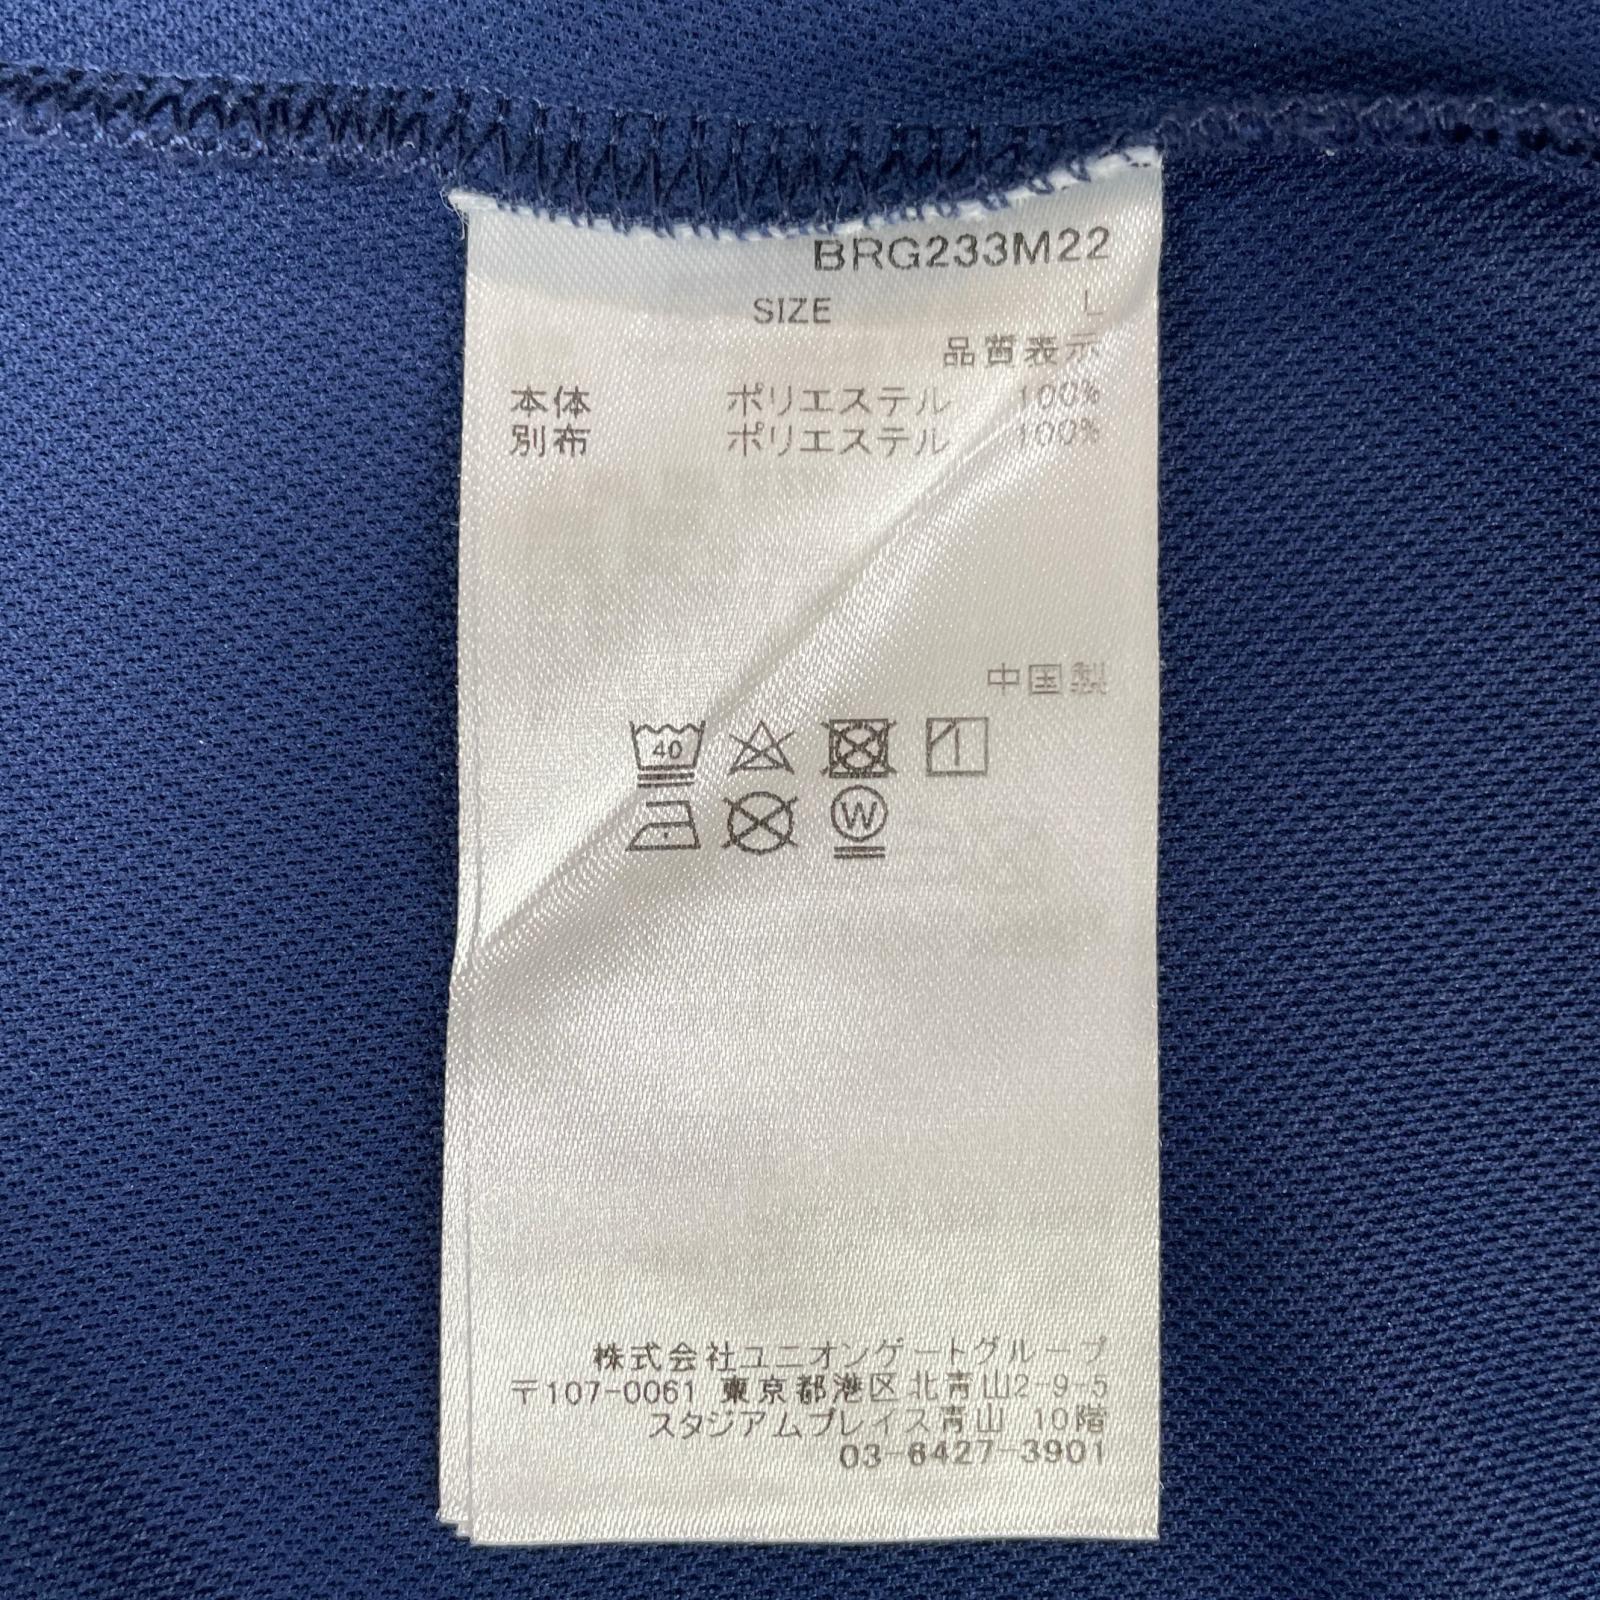 BRG233M22
SIZE L
品質表示
本体 ポリエステル 100%
別布 ポリエステル 100%
中国製
40
W
株式会社ユニオンゲートグループ
〒107-0061 東京都港区北青山2-9-5
スタジアムプレイス青山 10階
03-6427-3901